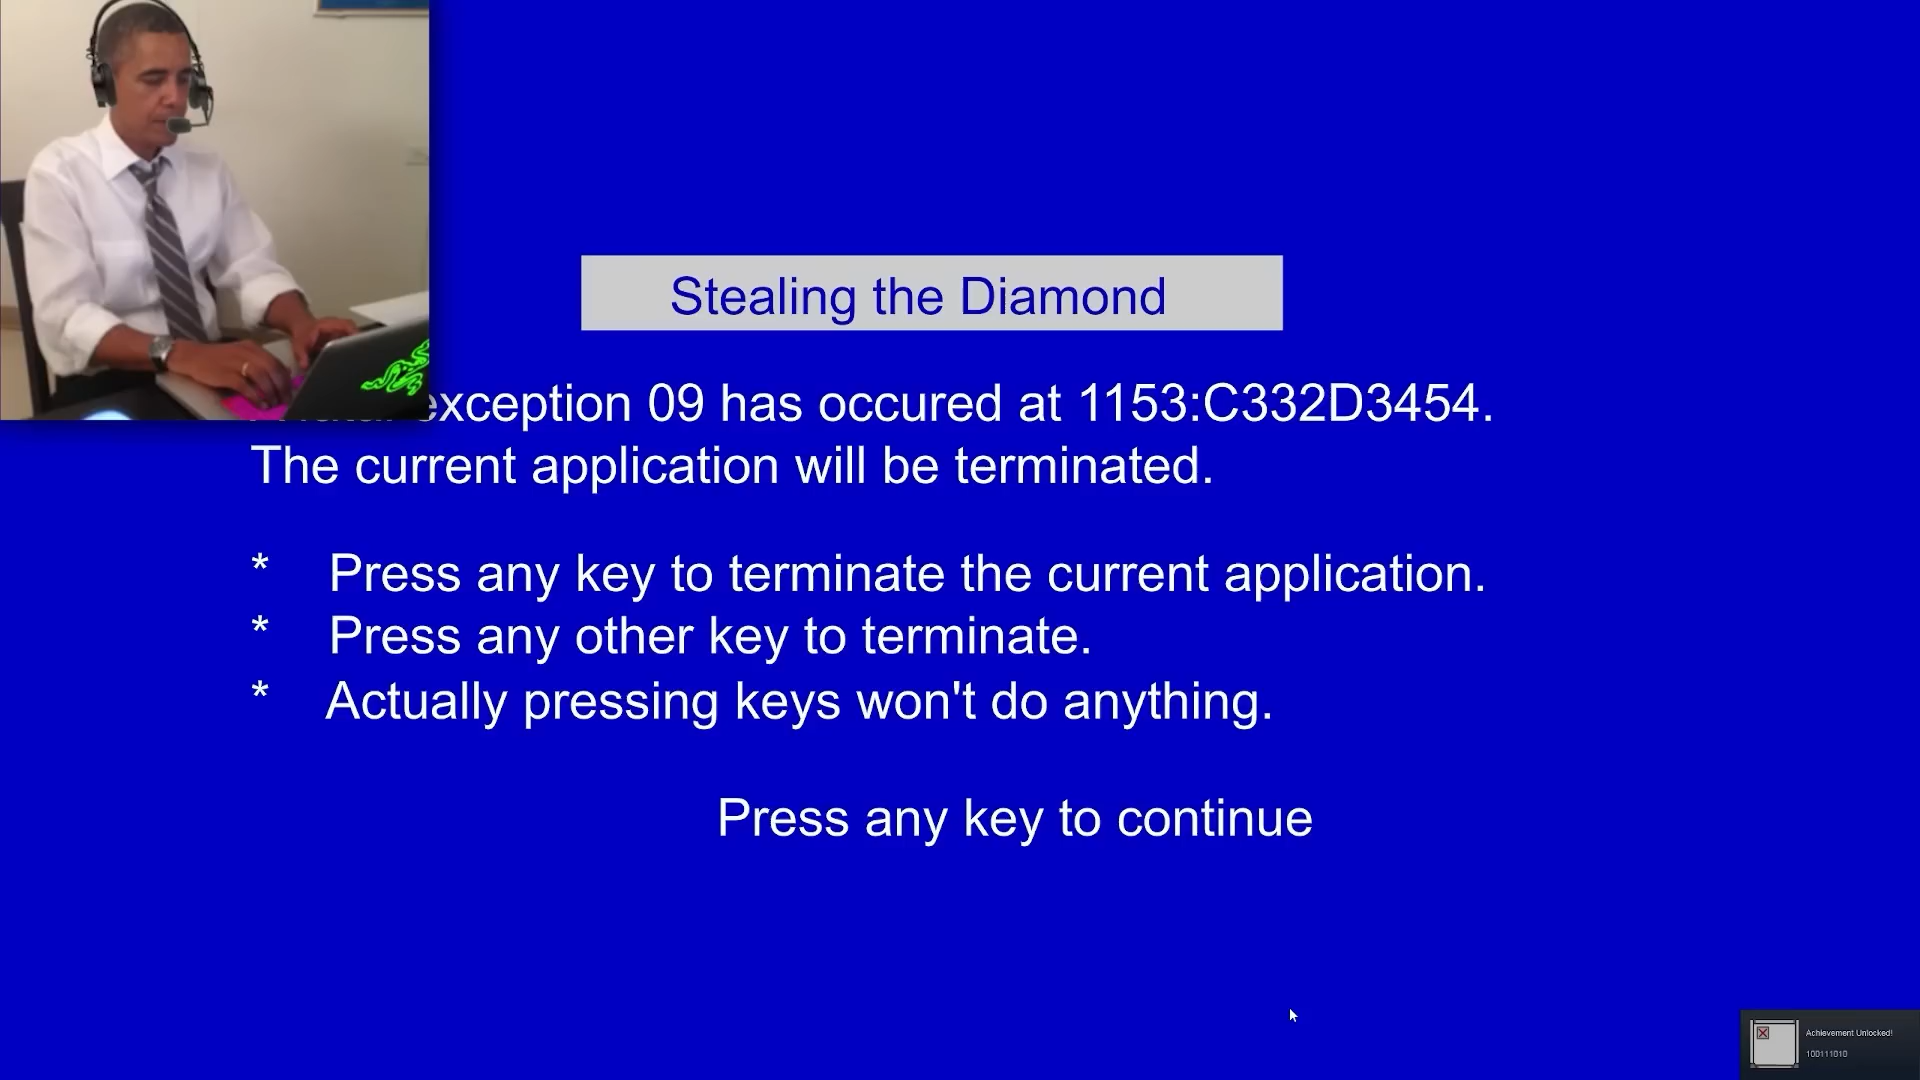 Stealing the Diamond
exception 09 has occured at 1153:C332D3454.
The current application will be terminated.
* Press any key to terminate the current application.
* Press any other key to terminate.
* Actually pressing keys won't do anything.
Press any key to continue
Achievement Unlocked!
100111010